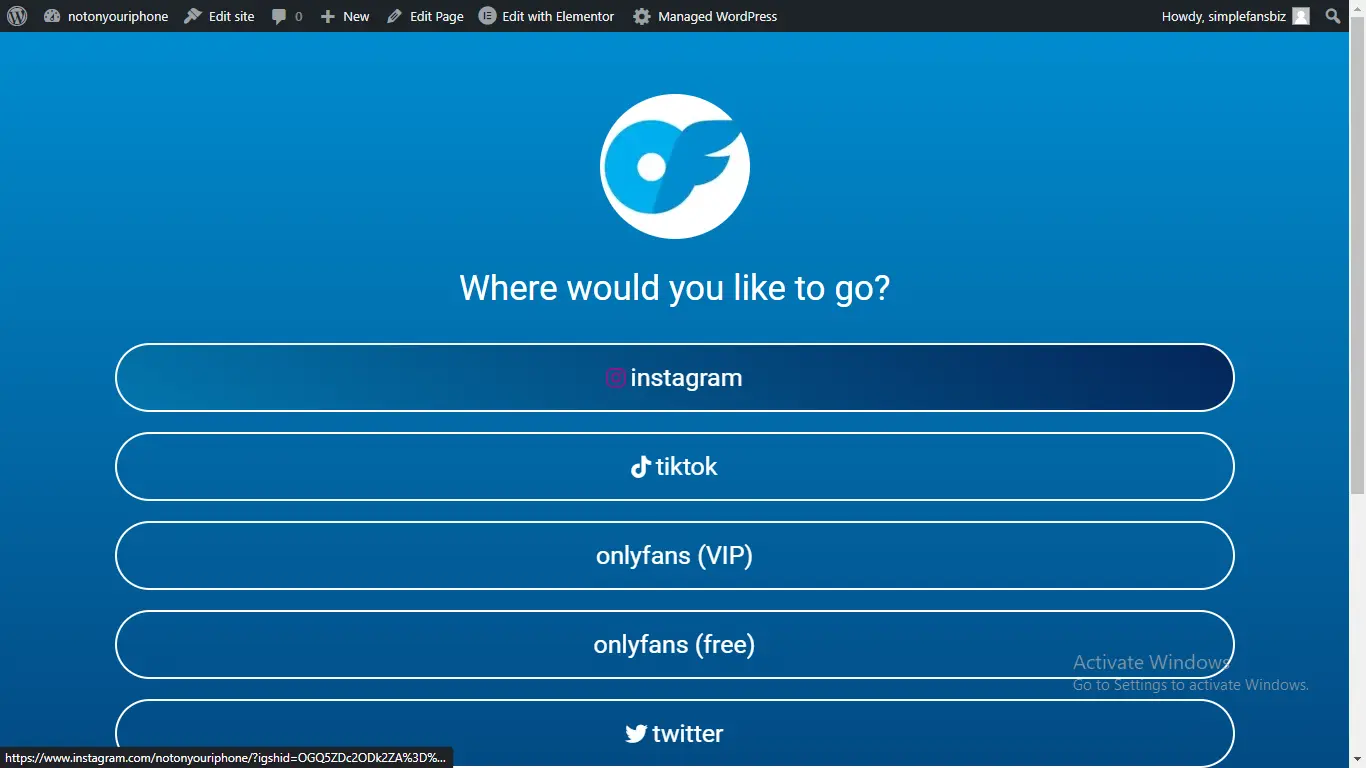 notonyouriphone Edit site 0 New Edit Page Edit with Elementor Managed WordPress Howdy, simplefansbiz
Where would you like to go?
instagram
tiktok
onlyfans (VIP)
onlyfans (free)
Activate Windows
Go to Settings to activate Windows.
twitter
https://www.instagram.com/notonyouriphone/?igshid=OGQ5ZDc2ODk2ZA%3D%...